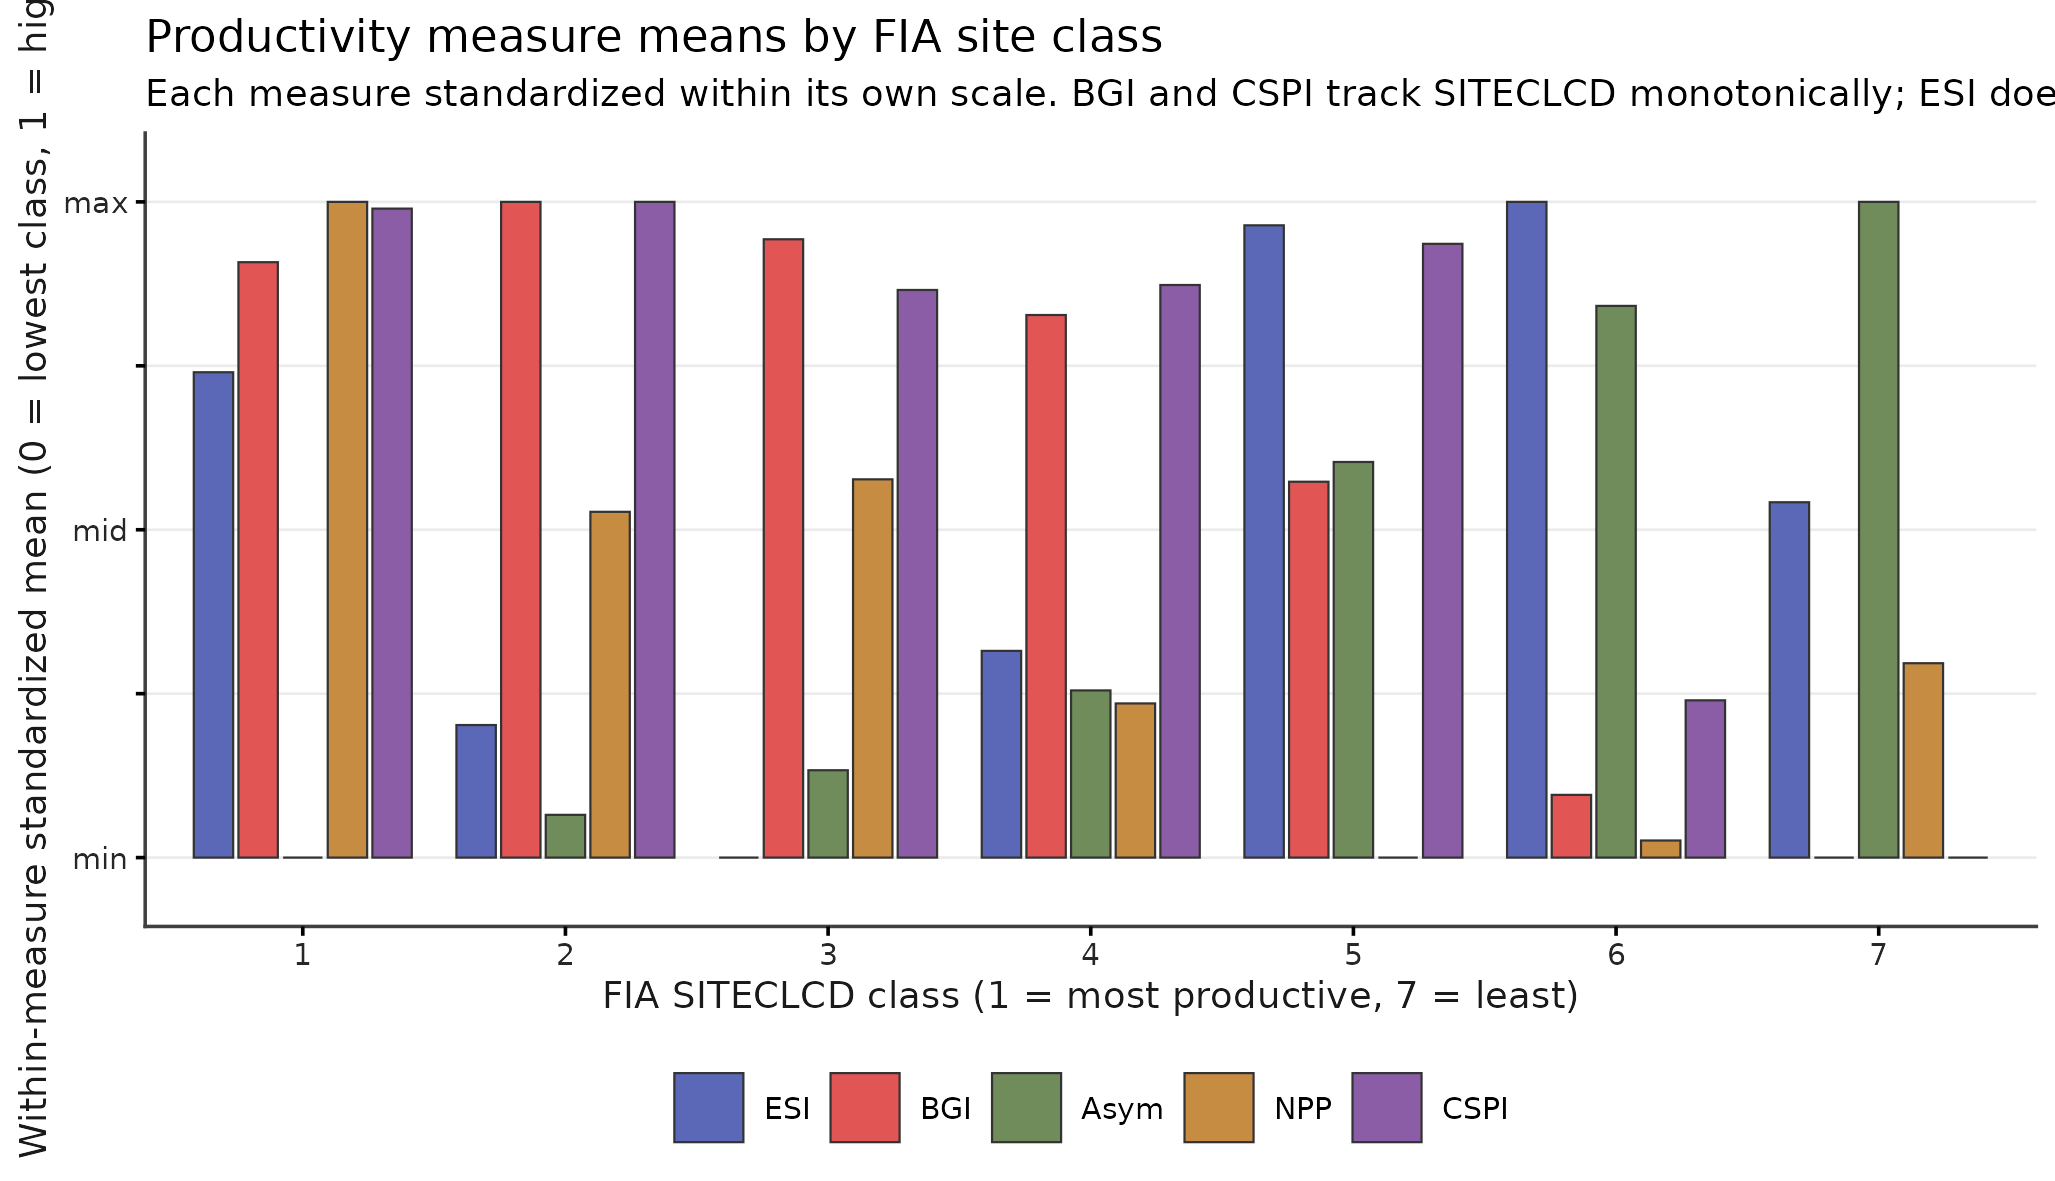 Productivity measure means by FIA site class
Each measure standardized within its own scale. BGI and CSPI track SITECLCD monotonically; ESI doe
Within-measure standardized mean (0 = lowest class, 1 = hig
max
mid
min
1 2 3 4 5 6 7
FIA SITECLCD class (1 = most productive, 7 = least)
ESI BGI Asym NPP CSPI